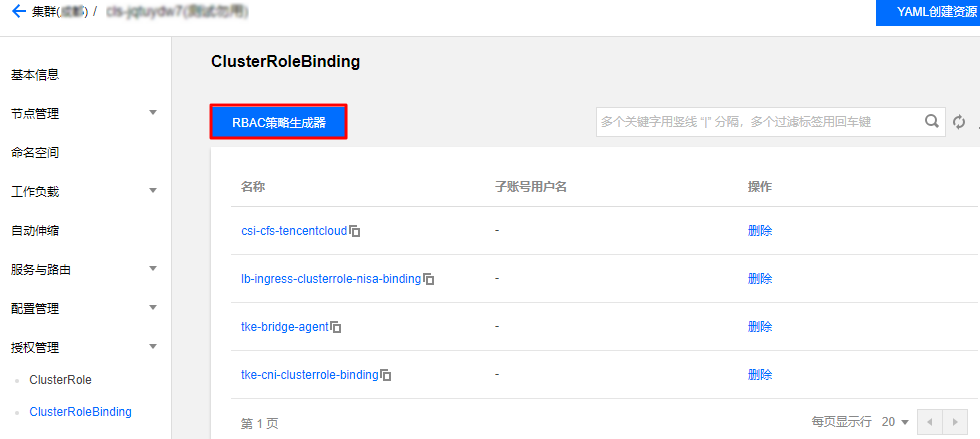 集群(成都) /
YAML创建资源
基本信息
节点管理
命名空间
工作负载
自动伸缩
服务与路由
配置管理
授权管理
ClusterRole
ClusterRoleBinding
ClusterRoleBinding
RBAC策略生成器
多个关键字用竖线 "|" 分隔，多个过滤标签用回车键
名称 子账号用户名 操作
csi-cfs-tencentcloud - 删除
lb-ingress-clusterrole-nisa-binding - 删除
tke-bridge-agent - 删除
tke-cni-clusterrole-binding - 删除
第 1 页 每页显示行 20